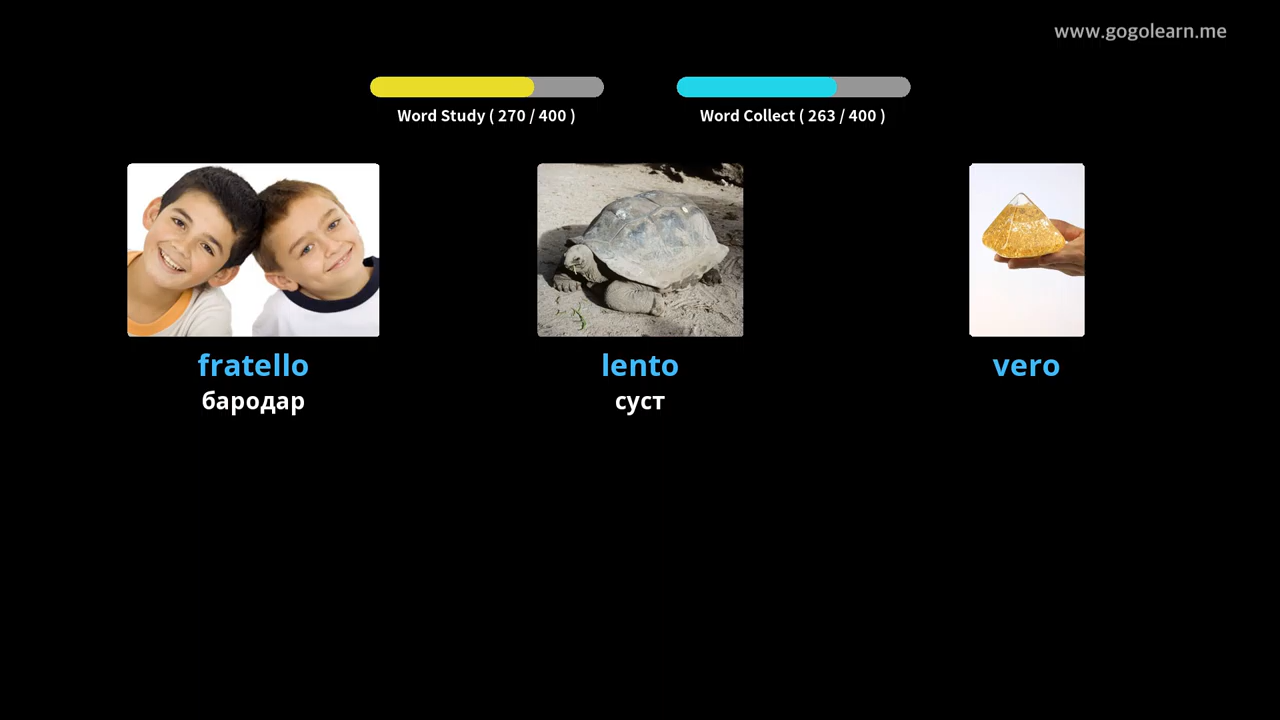 www.gogolearn.me
Word Study ( 270 / 400 )
Word Collect ( 263 / 400 )
fratello
lento
vero
бародар
суст